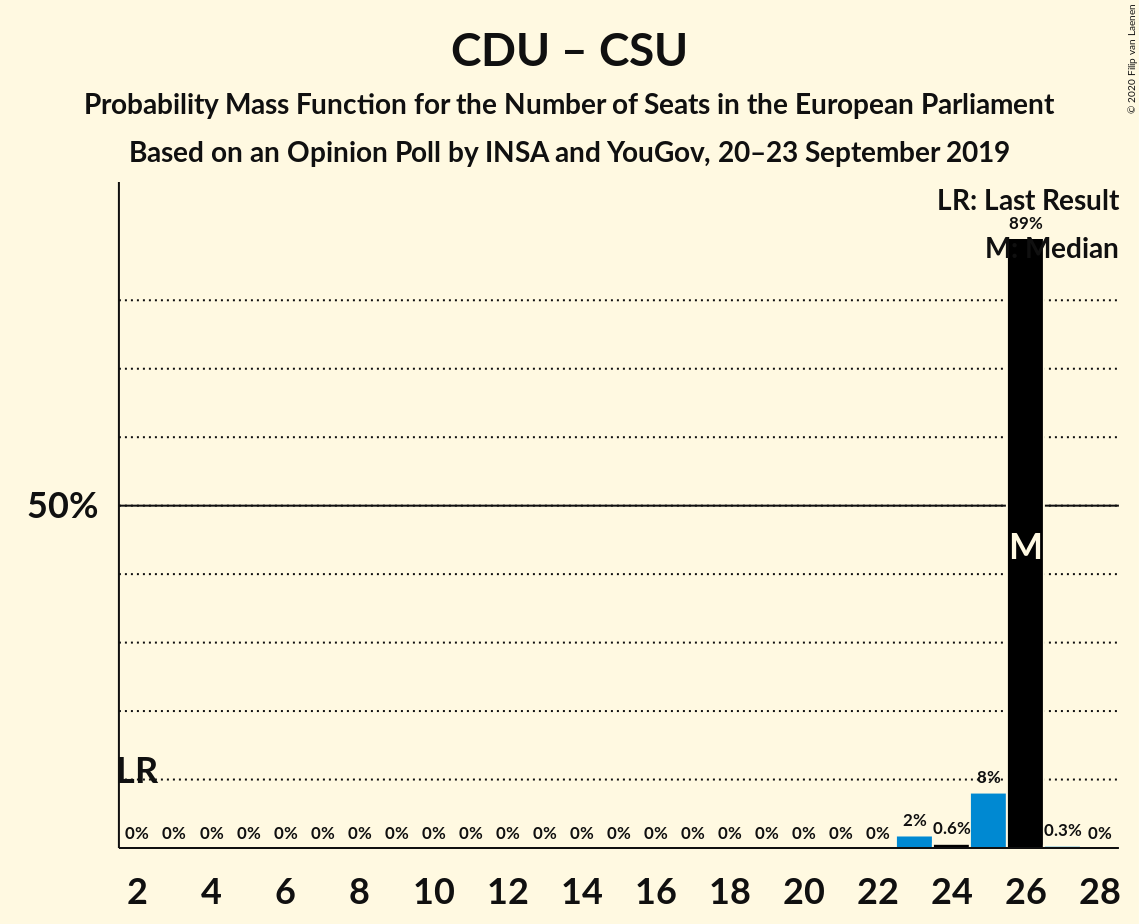 CDU – CSU
Probability Mass Function for the Number of Seats in the European Parliament
Based on an Opinion Poll by INSA and YouGov, 20–23 September 2019
© 2020 Filip van Laenen
LR: Last Result
89%
M: Median
50%
M
LR
8%
0% 0% 0% 0% 0% 0% 0% 0% 0% 0% 0% 0% 0% 0% 0% 0% 0% 0% 0% 0% 0% 2% 0.6% 0.3% 0%
2 4 6 8 10 12 14 16 18 20 22 24 26 28